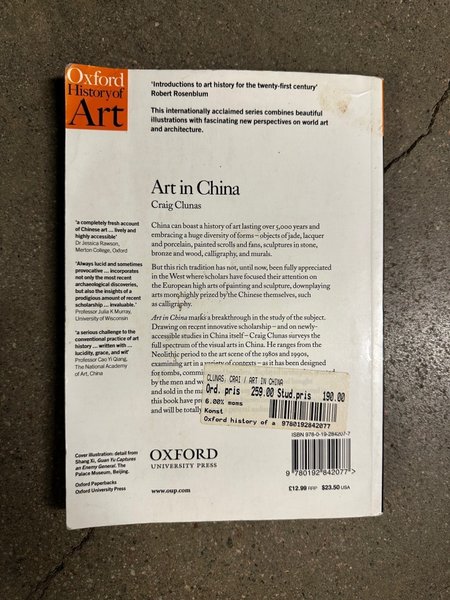 Oxford
History of
Art
'Introductions to art history for the twenty-first century'
Robert Rosenblum
This internationally acclaimed series combines beautiful
illustrations with fascinating new perspectives on world art
and architecture.
Art in China
Craig Clunas
China can boast a history of art lasting over 5,000 years and
embracing a huge diversity of forms – objects of jade, lacquer
and porcelain, painted scrolls and fans, sculptures in stone,
bronze and wood, calligraphy, and murals.
But this rich tradition has not, until now, been fully appreciated
in the West where scholars have focused their attention on
the European high arts of painting and sculpture, downplaying
arts more highly prized by the Chinese themselves, such
as calligraphy.
Art in China marks a breakthrough in the study of the subject.
Drawing on recent innovative scholarship – and on newly-
accessible studies in China itself – Craig Clunas surveys the
full spectrum of the visual arts in China. He ranges from the
Neolithic period to the art scene of the 1980s and 1990s,
examining art in a variety of contexts – as it has been designed
for tombs, commis
by the men and wo
and sold in the ma
this book have pre
and will be totally
'a completely fresh account
of Chinese art ... lively and
highly accessible'
Dr Jessica Rawson,
Merton College, Oxford
'Always lucid and sometimes
provocative ... incorporates
not only the most recent
archaeological discoveries,
but also the insights of a
prodigious amount of recent
scholarship ... invaluable.'
Professor Julia K Murray,
University of Wisconsin
'a serious challenge to the
conventional practice of art
history ... written with...
lucidity, grace, and wit'
Professor Cao Yi Qiang,
The National Academy
of Art, China
CLUNAS, CRAI / ART IN CHINA
Ord. pris 259.00 Stud.pris 190.00
6.00% moms
Konst
Oxford history of a 9780192842077
Cover illustration: detail from
Shang Xi, Guan Yu Captures
an Enemy General. The
Palace Museum, Beijing.
Oxford Paperbacks
Oxford University Press
OXFORD
UNIVERSITY PRESS
www.oup.com
ISBN 978-0-19-284207-7
9 780192 842077 >
£12.99 RRP $23.50 USA